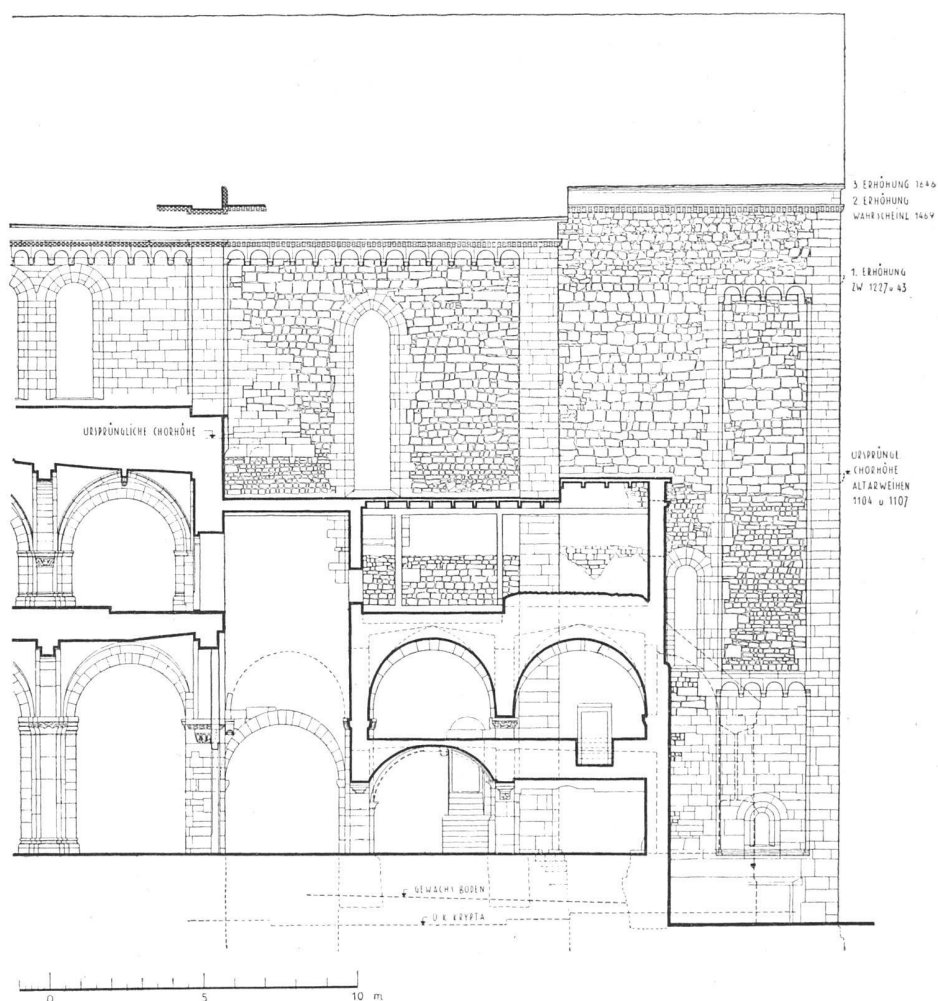 3 ERHÖHUNG 1646
2 ERHÖHUNG
WAHRSCHEINL 1469
1. ERHÖHUNG
ZW 1227 u 43
URSPRÜNGLICHE CHORHÖHE
URSPRÜNGL.
CHORHÖHE
ALTARWEIHEN
1104 u 1107
GEWACHS BODEN
O K KRYPTA
0 5 10 m